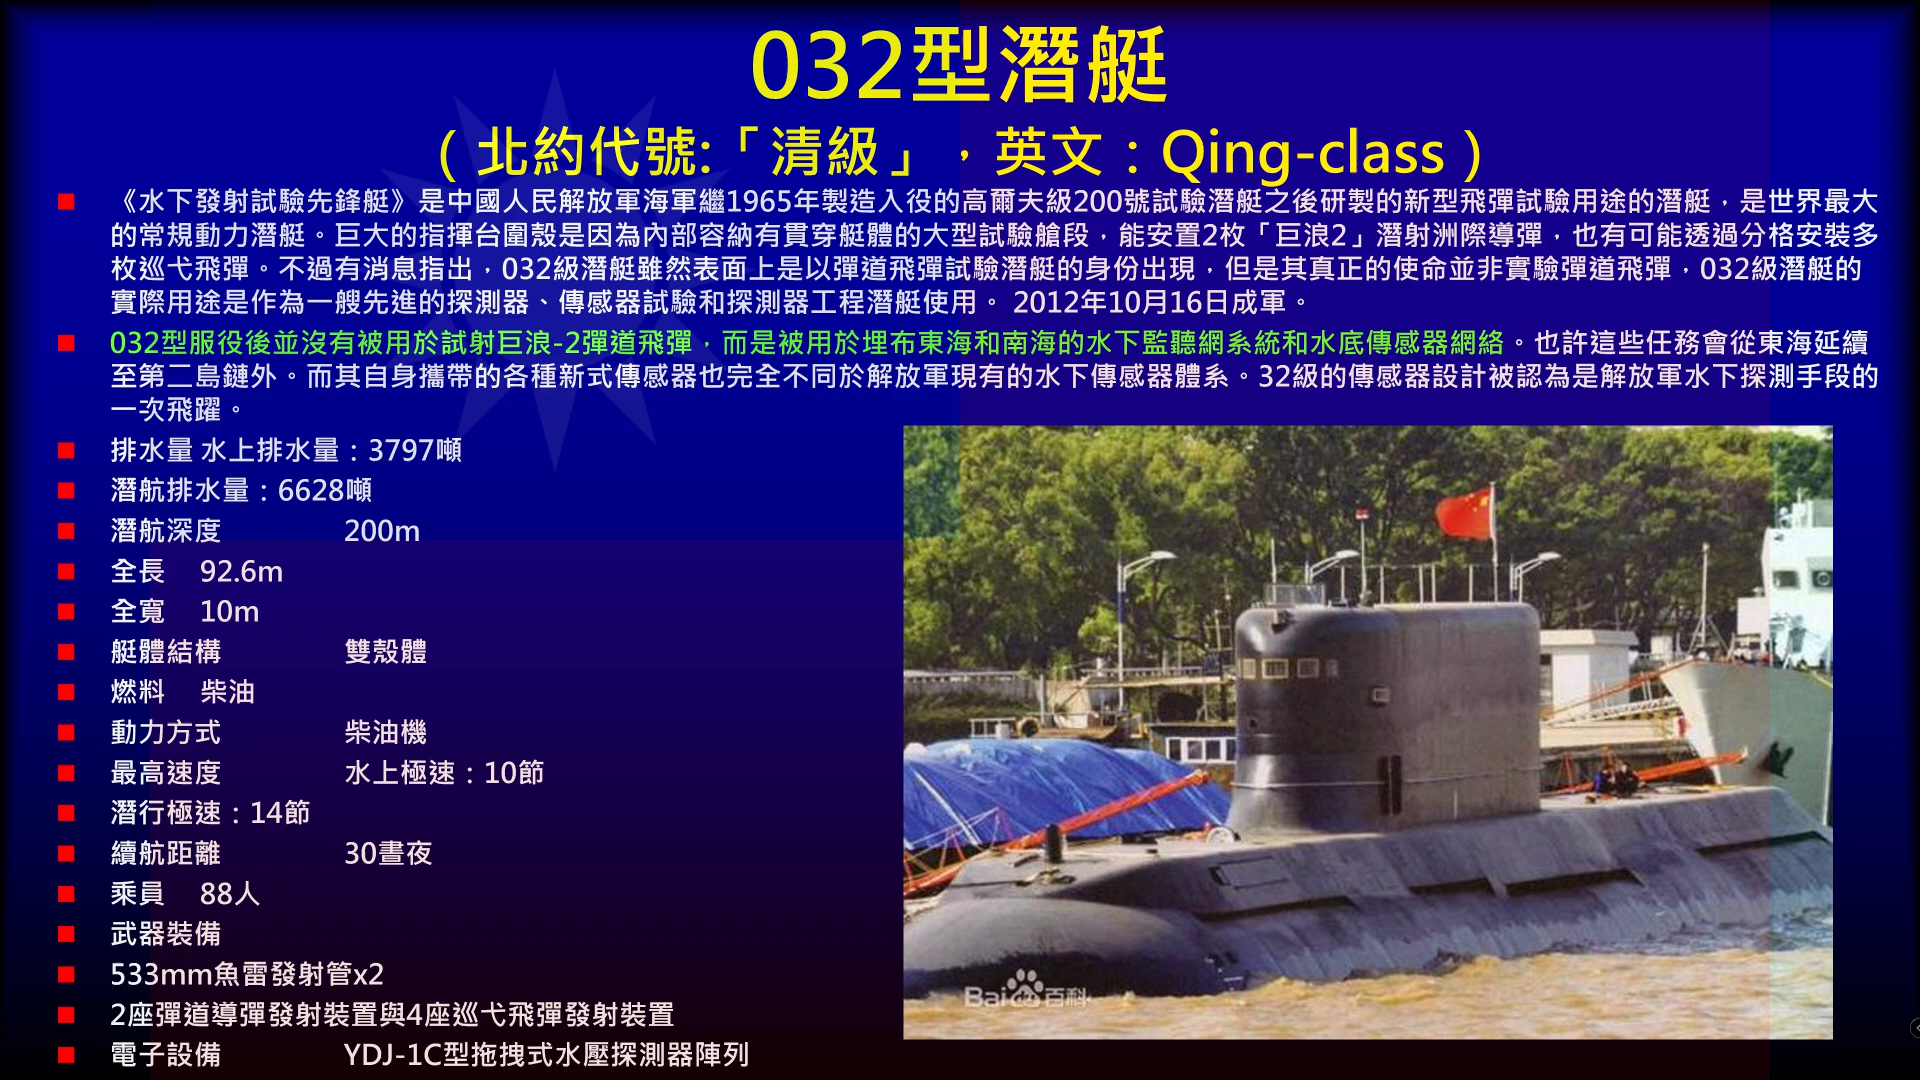 032型潛艇
（北約代號:「清級」，英文：Qing-class）
《水下發射試驗先鋒艇》是中國人民解放軍海軍繼1965年製造入役的高爾夫級200號試驗潛艇之後研製的新型飛彈試驗用途的潛艇，是世界最大
的常規動力潛艇。巨大的指揮台圍殼是因為內部容納有貫穿艇體的大型試驗艙段，能安置2枚「巨浪2」潛射洲際導彈，也有可能透過分格安裝多
枚巡弋飛彈。不過有消息指出，032級潛艇雖然表面上是以彈道飛彈試驗潛艇的身份出現，但是其真正的使命並非實驗彈道飛彈，032級潛艇的
實際用途是作為一艘先進的探測器、傳感器試驗和探測器工程潛艇使用。 2012年10月16日成軍。
032型服役後並沒有被用於試射巨浪-2彈道飛彈，而是被用於埋布東海和南海的水下監聽網系統和水底傳感器網絡。也許這些任務會從東海延續
至第二島鏈外。而其自身攜帶的各種新式傳感器也完全不同於解放軍現有的水下傳感器體系。32級的傳感器設計被認為是解放軍水下探測手段的
一次飛躍。
排水量 水上排水量：3797噸
潛航排水量：6628噸
潛航深度 200m
全長 92.6m
全寬 10m
艇體結構 雙殼體
燃料 柴油
動力方式 柴油機
最高速度 水上極速：10節
潛行極速：14節
續航距離 30晝夜
乘員 88人
武器裝備
533mm魚雷發射管x2
2座彈道導彈發射裝置與4座巡弋飛彈發射裝置
電子設備 YDJ-1C型拖拽式水壓探測器陣列
Bai百科